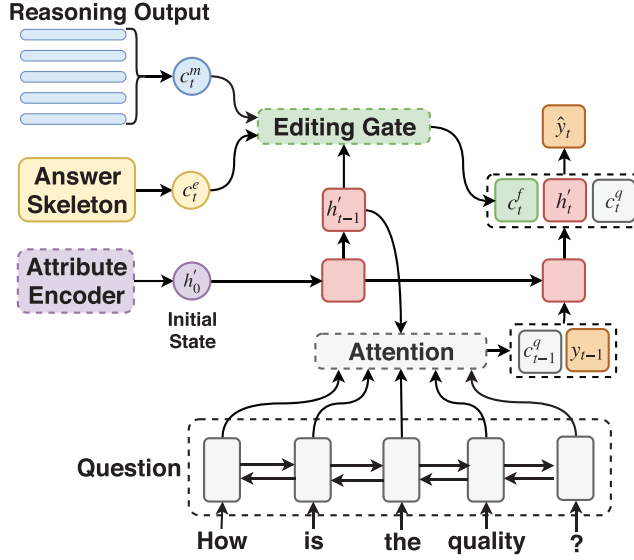 Reasoning Output
c_t^m
Editing Gate
ŷ_t
Answer
Skeleton
c_t^e
h'_{t-1}
c_t^f
h'_t
c_t^q
Attribute
Encoder
h'_0
Initial
State
Attention
c_{t-1}^q
y_{t-1}
Question
How
is
the
quality
?